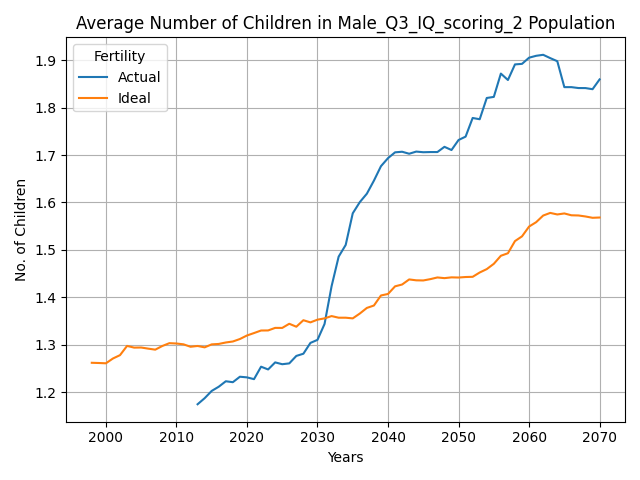 Average Number of Children in Male_Q3_IQ_scoring_2 Population
Fertility
Actual
Ideal
No. of Children
1.9
1.8
1.7
1.6
1.5
1.4
1.3
1.2
2000 2010 2020 2030 2040 2050 2060 2070
Years